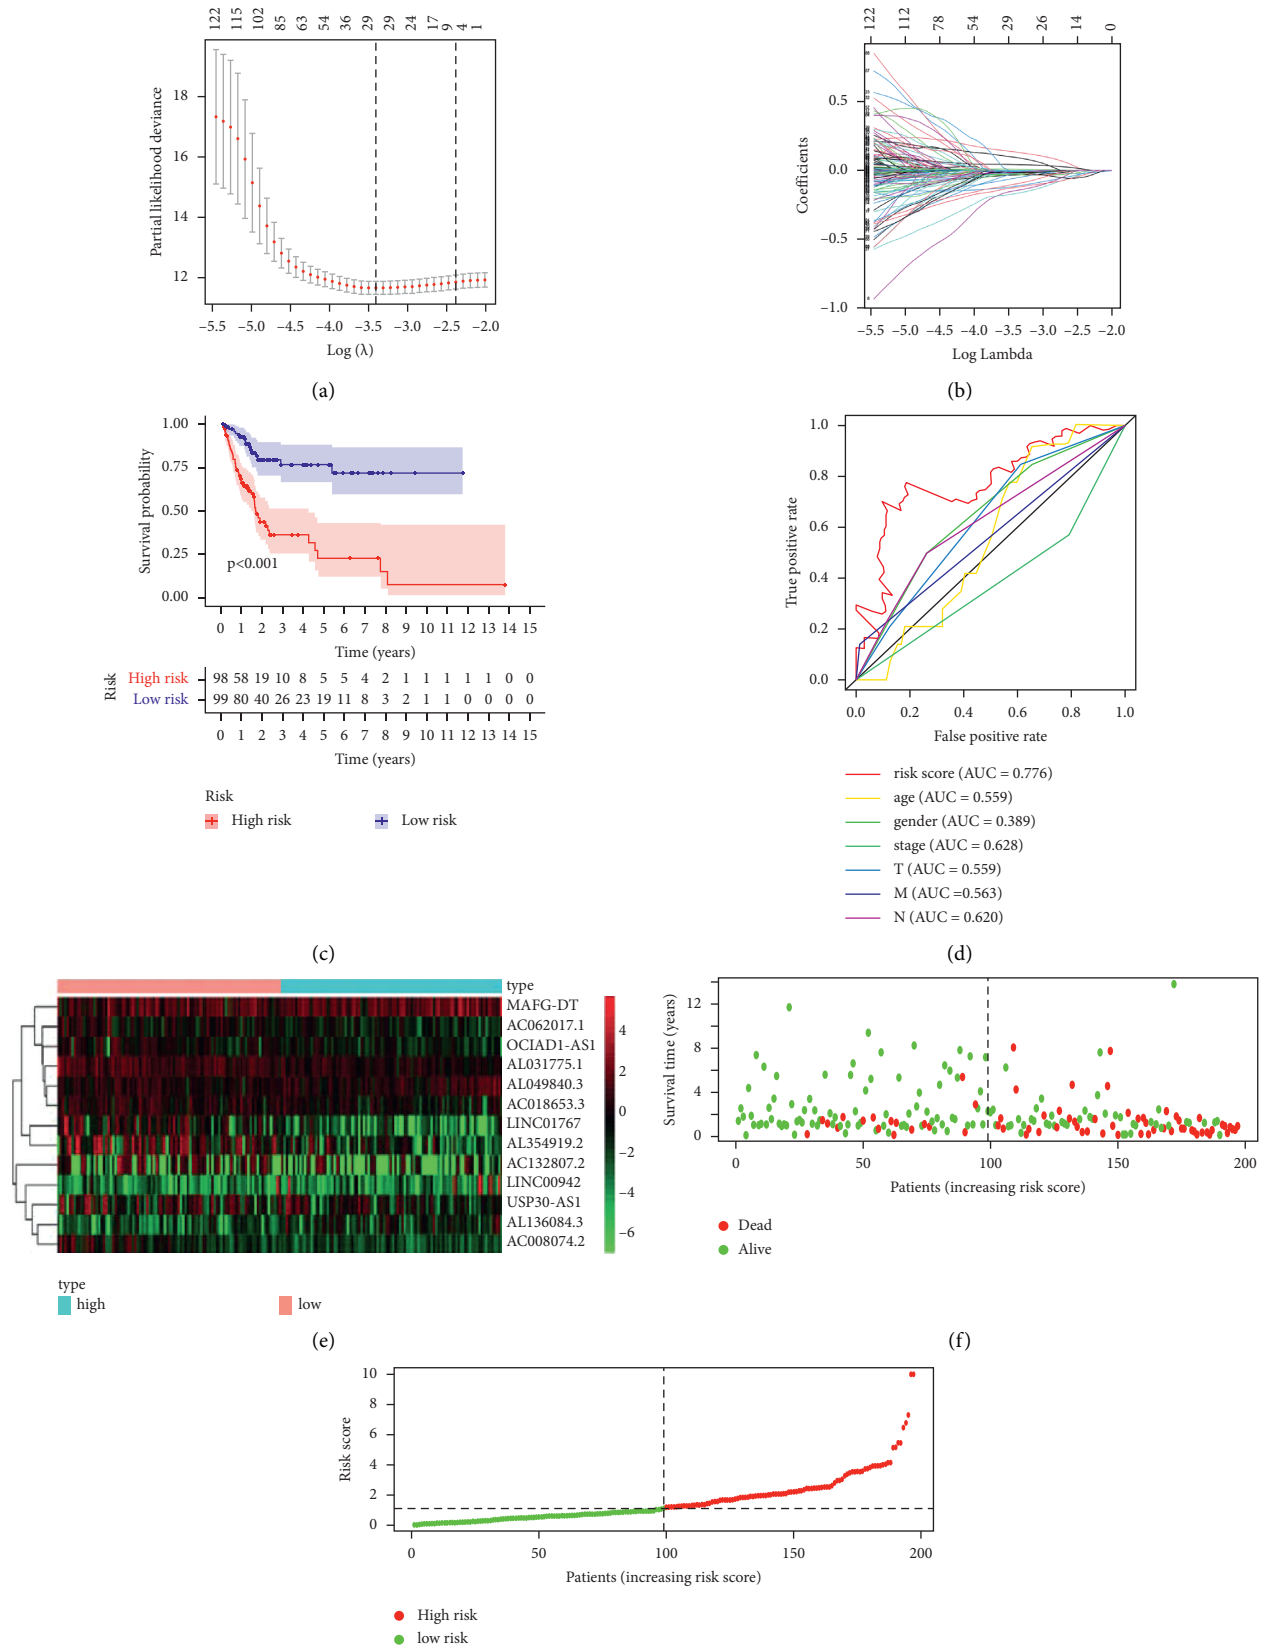 122 115 102 85 63 54 36 29 29 24 17 9 4 1
Partial likelihood deviance
18
16
14
12
−5.5 −5.0 −4.5 −4.0 −3.5 −3.0 −2.5 −2.0
Log (λ)
(a)
122 112 78 54 29 26 14 0
Coefficients
0.5
0.0
−0.5
−1.0
−5.5 −5.0 −4.5 −4.0 −3.5 −3.0 −2.5 −2.0
Log Lambda
(b)
Survival probability
1.00
0.75
0.50
0.25
0.00
p<0.001
0 1 2 3 4 5 6 7 8 9 10 11 12 13 14 15
Time (years)
Risk
High risk 98 58 19 10 8 5 5 4 2 1 1 1 1 1 0 0
Low risk 99 80 40 26 23 19 11 8 3 2 1 1 0 0 0 0
0 1 2 3 4 5 6 7 8 9 10 11 12 13 14 15
Time (years)
Risk
High risk Low risk
(c)
True positive rate
1.0
0.8
0.6
0.4
0.2
0.0
0.0 0.2 0.4 0.6 0.8 1.0
False positive rate
risk score (AUC = 0.776)
age (AUC = 0.559)
gender (AUC = 0.389)
stage (AUC = 0.628)
T (AUC = 0.559)
M (AUC =0.563)
N (AUC = 0.620)
(d)
type
MAFG-DT
AC062017.1
OCIAD1-AS1
AL031775.1
AL049840.3
AC018653.3
LINC01767
AL354919.2
AC132807.2
LINC00942
USP30-AS1
AL136084.3
AC008074.2
4
2
0
−2
−4
−6
type
high low
(e)
Survival time (years)
12
8
4
0
0 50 100 150 200
Patients (increasing risk score)
Dead
Alive
(f)
Risk score
10
8
6
4
2
0
0 50 100 150 200
Patients (increasing risk score)
High risk
low risk